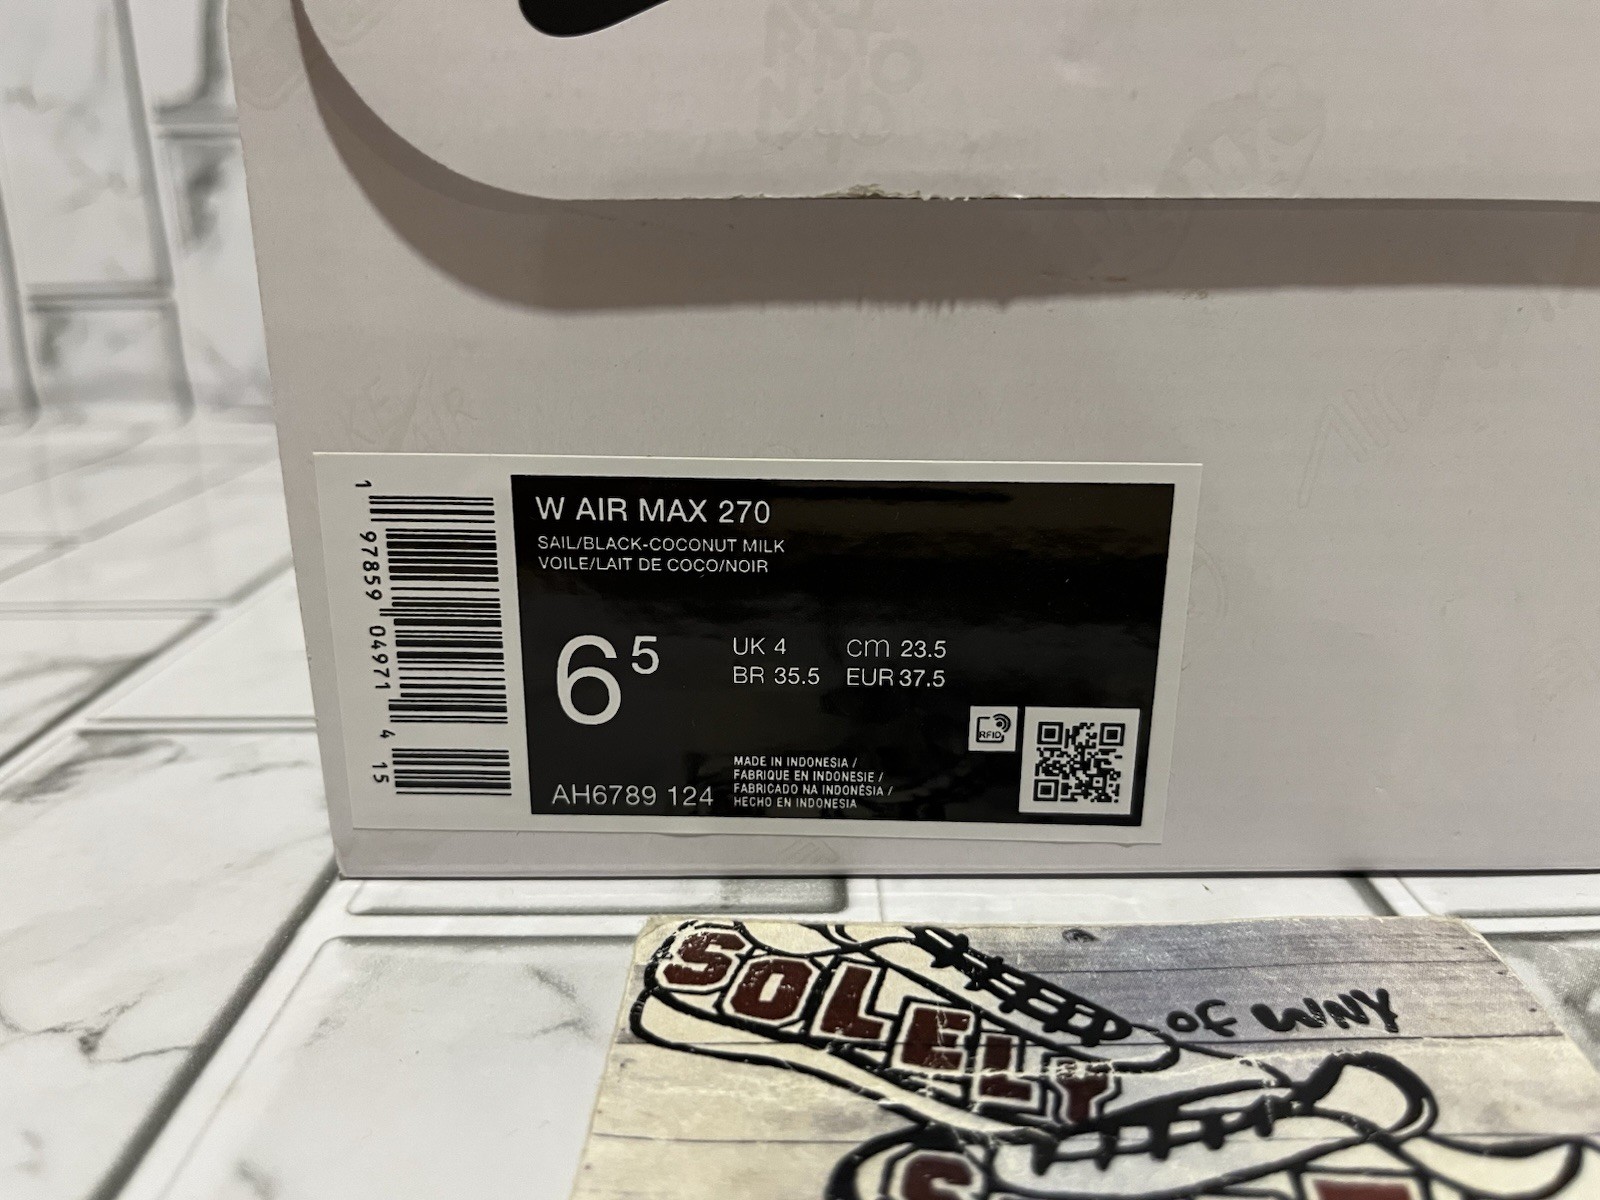 W AIR MAX 270
SAIL/BLACK-COCONUT MILK
VOILE/LAIT DE COCO/NOIR
6 5
UK 4 cm 23.5
BR 35.5 EUR 37.5
RFID
AH6789 124
MADE IN INDONESIA /
FABRIQUE EN INDONESIE /
FABRICADO NA INDONÉSIA /
HECHO EN INDONESIA
1 97859 04971 4 15
SOLELY of WNY